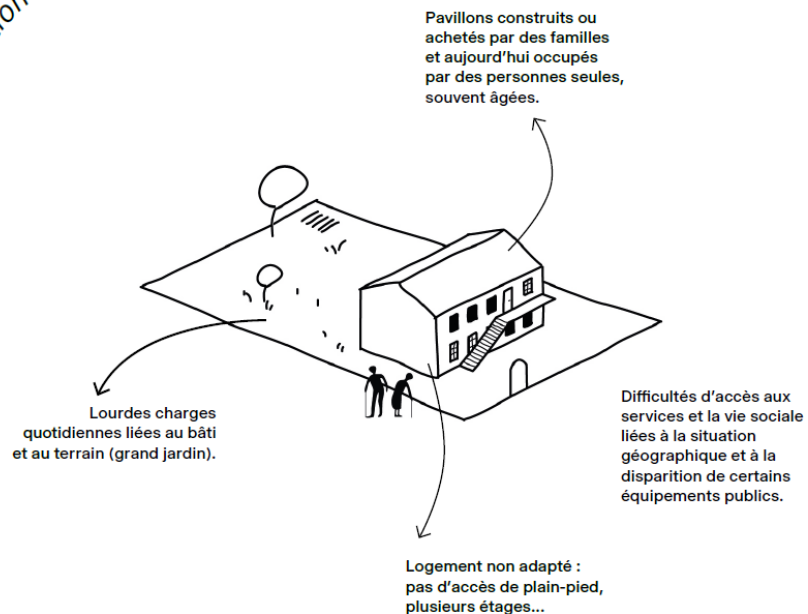 Pavillons construits ou
achetés par des familles
et aujourd'hui occupés
par des personnes seules,
souvent âgées.
Lourdes charges
quotidiennes liées au bâti
et au terrain (grand jardin).
Difficultés d'accès aux
services et la vie sociale
liées à la situation
géographique et à la
disparition de certains
équipements publics.
Logement non adapté :
pas d'accès de plain-pied,
plusieurs étages...